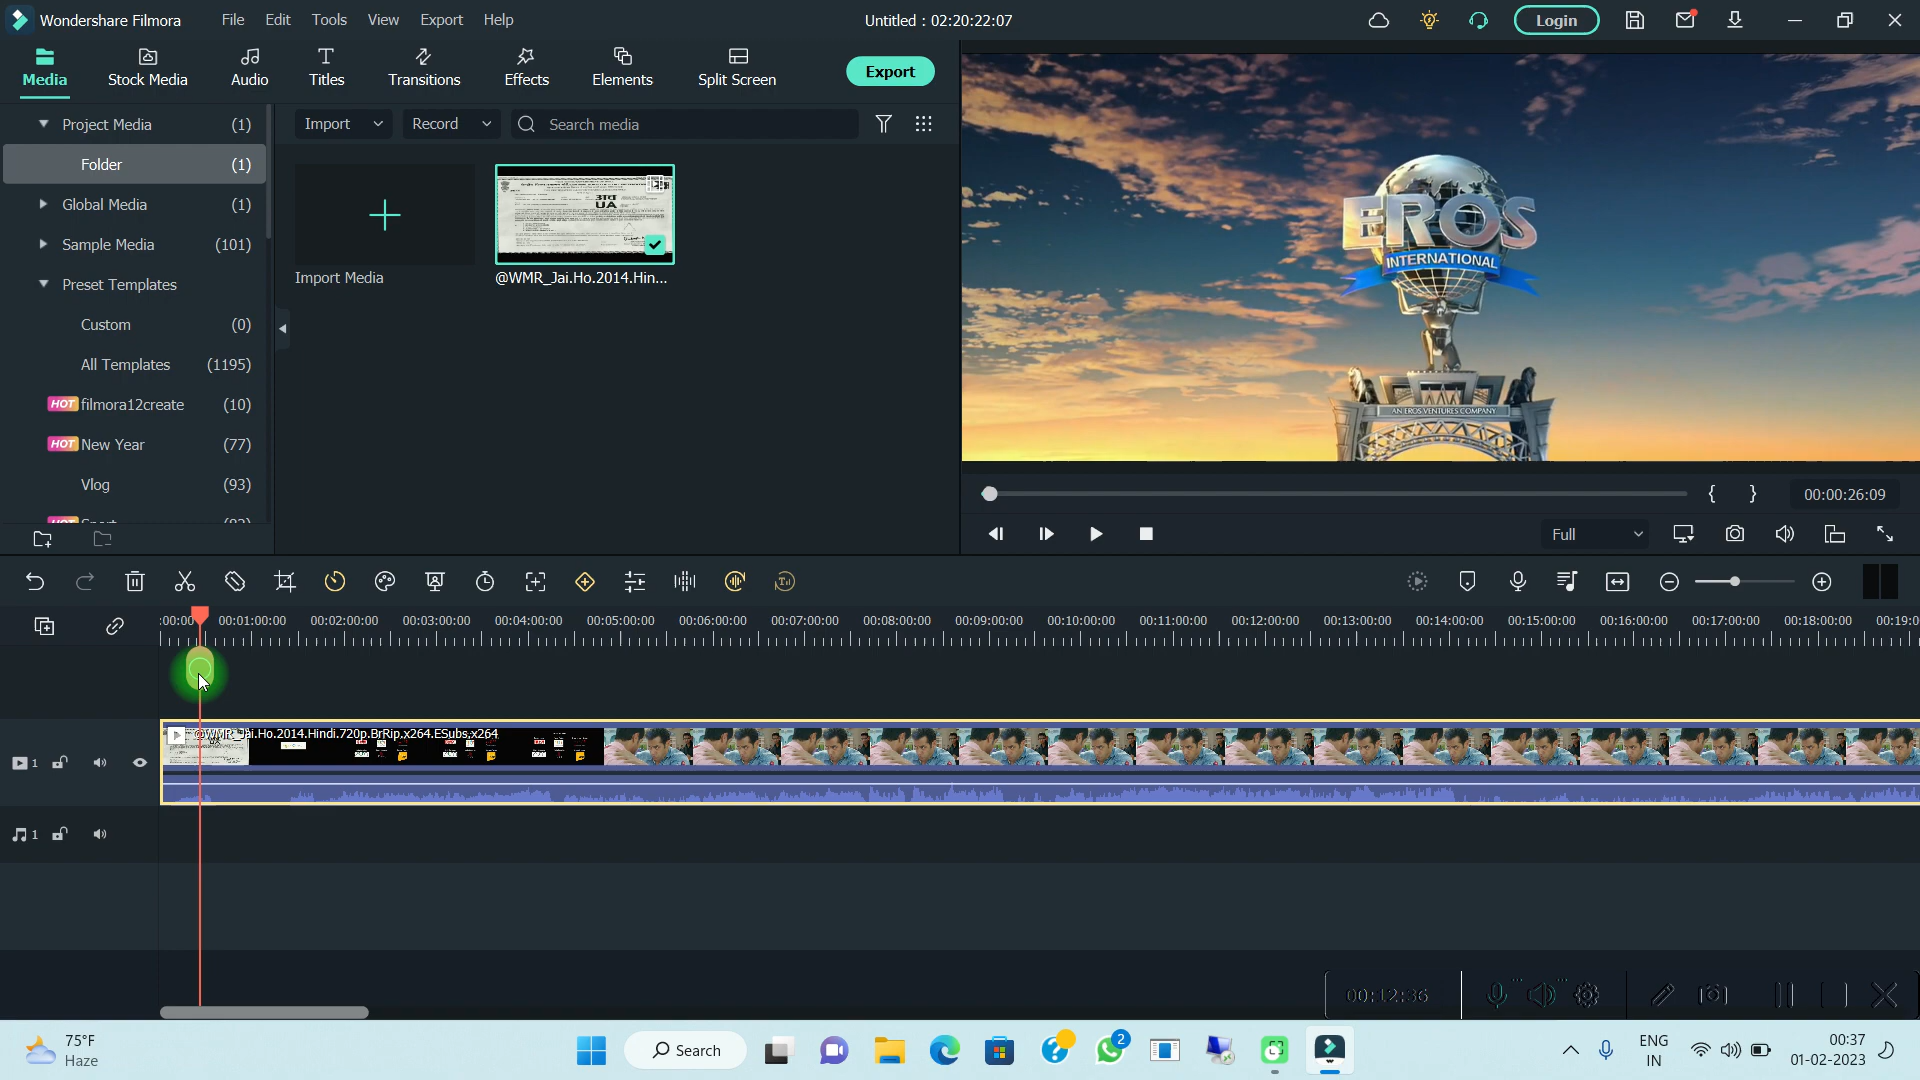 Wondershare Filmora File Edit Tools View Export Help Untitled : 02:20:22:07 Login
Media Stock Media Audio Titles Transitions Effects Elements Split Screen Export
Project Media (1)
Folder (1)
Global Media (1)
Sample Media (101)
Preset Templates
Custom (0)
All Templates (1195)
HOT filmora12create (10)
HOT New Year (77)
Vlog (93)
Import Record Search media
अव
UA
Import Media @WMR_Jai.Ho.2014.Hin...
EROS
INTERNATIONAL
AN EROS VENTURES COMPANY
{ } 00:00:26:09
Full
:00:00 00:01:00:00 00:02:00:00 00:03:00:00 00:04:00:00 00:05:00:00 00:06:00:00 00:07:00:00 00:08:00:00 00:09:00:00 00:10:00:00 00:11:00:00 00:12:00:00 00:13:00:00 00:14:00:00 00:15:00:00 00:16:00:00 00:17:00:00 00:18:00:00 00:19:0
@WMR_Jai.Ho.2014.Hindi.720p.BrRip.x264.ESubs.x264
1
1
00:12:36
75°F
Haze
Search
2
ENG
IN
00:37
01-02-2023